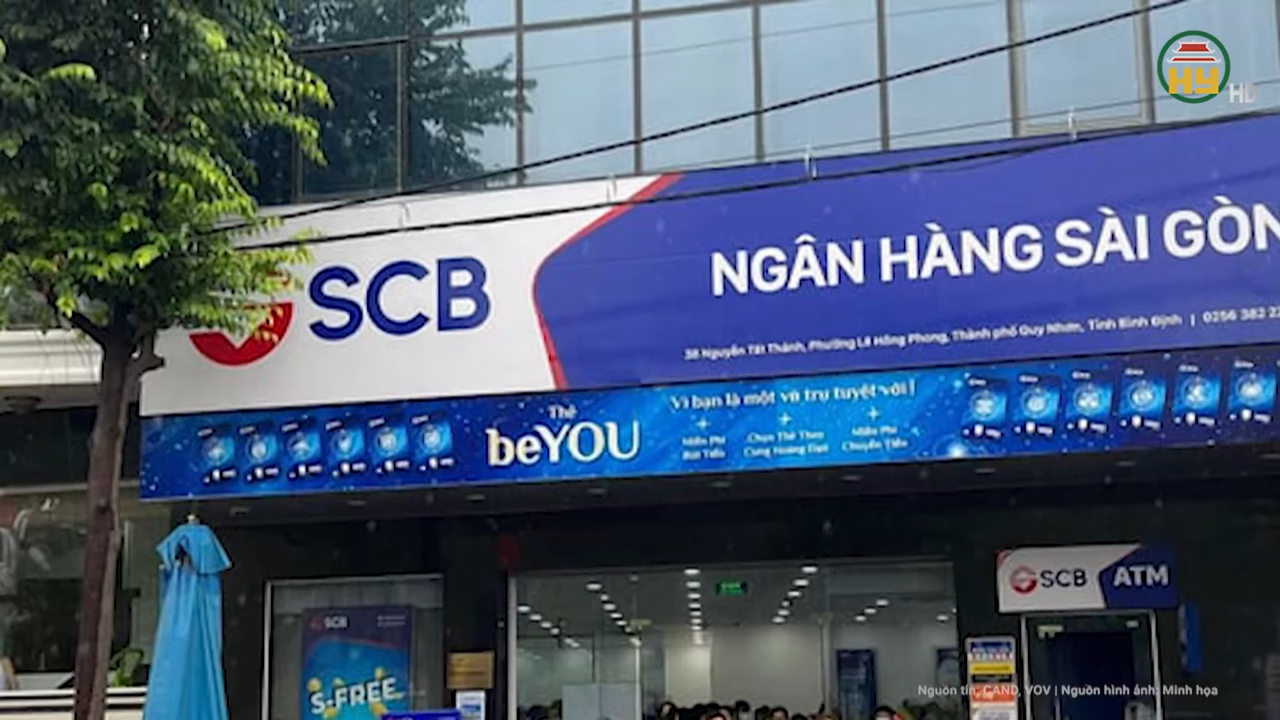 HY
HD
SCB
NGÂN HÀNG SÀI GÒN
38 Nguyễn Tất Thành, Phường Lê Hồng Phong, Thành phố Quy Nhơn, Tỉnh Bình Định | 0256 382 22
Thẻ
beYOU
Vì bạn là một vũ trụ tuyệt vời!
Miễn Phí
Rút Tiền
Chọn Thẻ Theo
Cung Hoàng Đạo
Miễn Phí
Chuyển Tiền
SCB
ATM
SCB
S-FREE
Nguồn tin: CAND, VOV | Nguồn hình ảnh: Minh họa